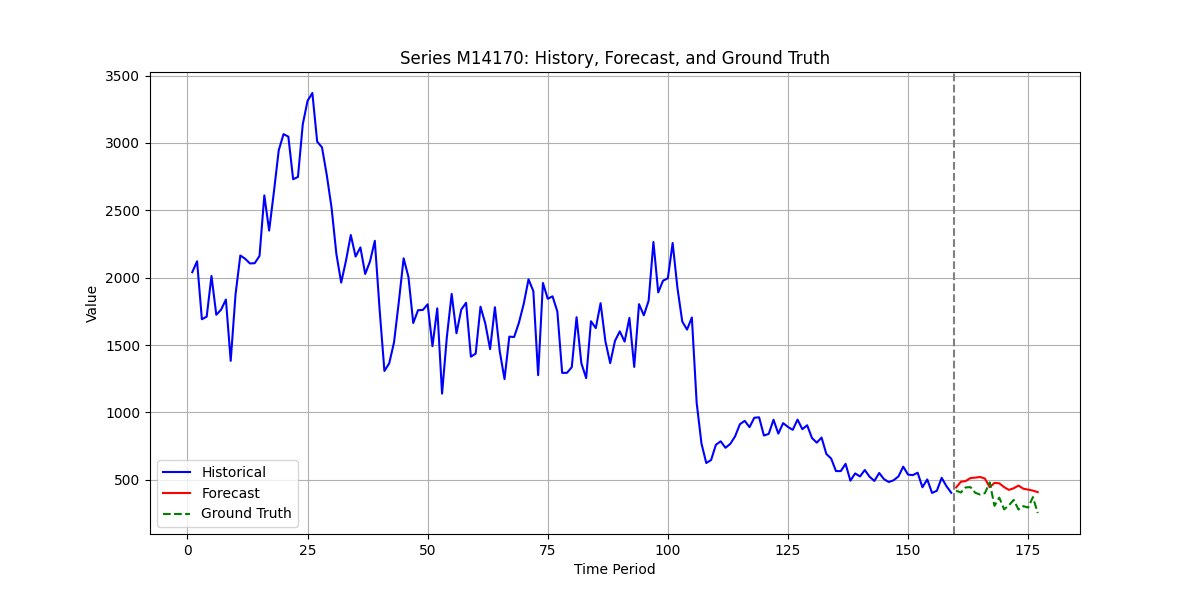 Series M14170: History, Forecast, and Ground Truth
Value
3500
3000
2500
2000
1500
1000
500
Historical
Forecast
Ground Truth
0 25 50 75 100 125 150 175
Time Period